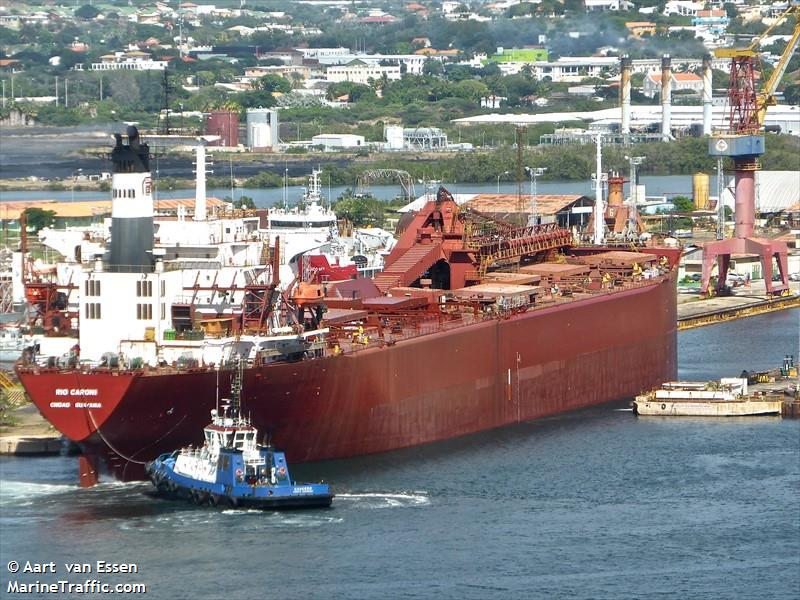 RIO CARONI
CIUDAD GUAYANA
© Aart van Essen
MarineTraffic.com